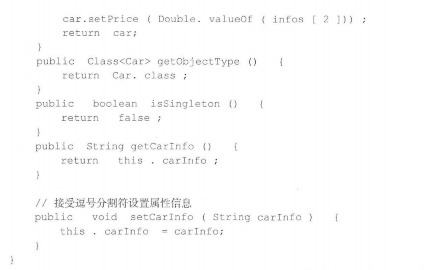 car.setPrice ( Double. valueOf ( infos [ 2 ])) ;
return car;
}
public Class<Car> getObjectType () {
return Car. class ;
}
public boolean isSingleton () {
return false ;
}
public String getCarInfo () {
return this . carInfo ;
}
// 接受逗号分割符设置属性信息
public void setCarInfo ( String carInfo ) {
this . carInfo = carInfo;
}
}